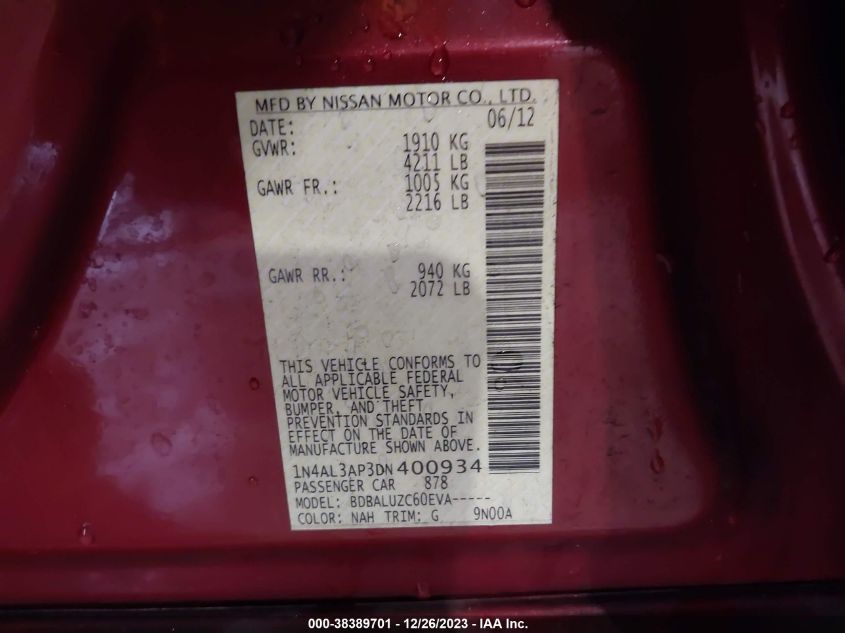 MFD BY NISSAN MOTOR CO., LTD.
DATE: 06/12
GVWR: 1910 KG
4211 LB
GAWR FR.: 1005 KG
2216 LB
GAWR RR.: 940 KG
2072 LB
THIS VEHICLE CONFORMS TO
ALL APPLICABLE FEDERAL
MOTOR VEHICLE SAFETY,
BUMPER, AND THEFT
PREVENTION STANDARDS IN
EFFECT ON THE DATE OF
MANUFACTURE SHOWN ABOVE.
1N4AL3AP3DN400934
PASSENGER CAR 878
MODEL: BDBALUZC60EVA-----
COLOR: NAH TRIM: G 9N00A
000-38389701 - 12/26/2023 - IAA Inc.